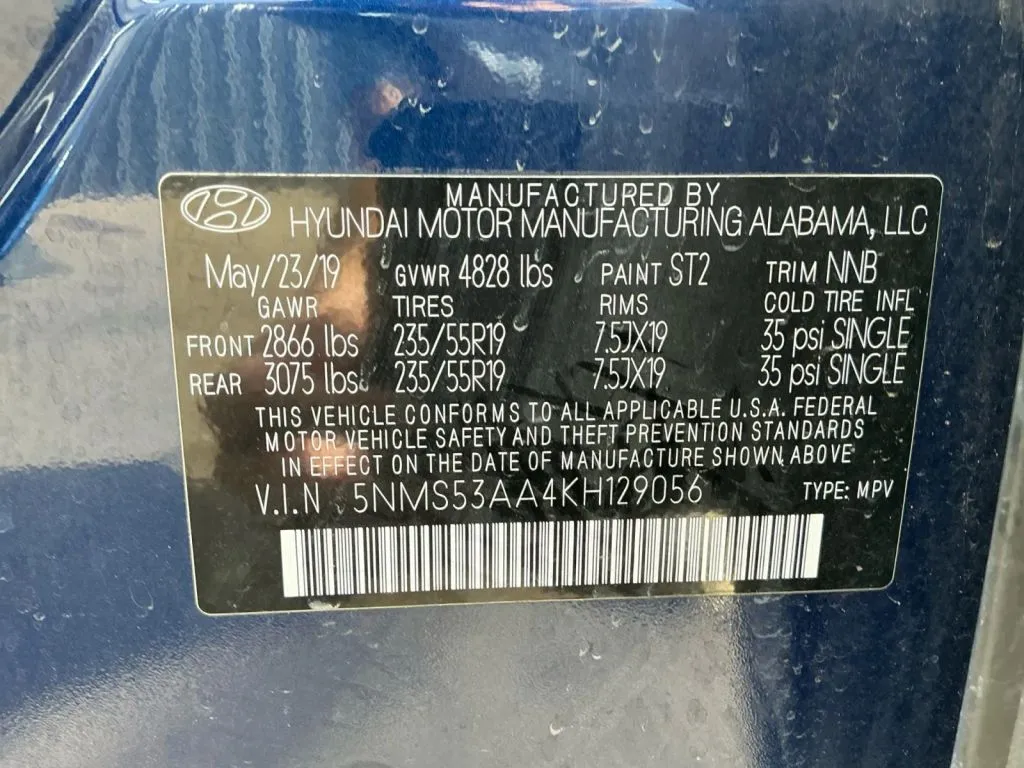 MANUFACTURED BY
HYUNDAI MOTOR MANUFACTURING ALABAMA, LLC
May/23/19 GVWR 4828 lbs PAINT ST2 TRIM NNB
GAWR TIRES RIMS COLD TIRE INFL
FRONT 2866 lbs 235/55R19 7.5JX19 35 psi SINGLE
REAR 3075 lbs 235/55R19 7.5JX19 35 psi SINGLE
THIS VEHICLE CONFORMS TO ALL APPLICABLE U.S.A. FEDERAL
MOTOR VEHICLE SAFETY AND THEFT PREVENTION STANDARDS
IN EFFECT ON THE DATE OF MANUFACTURE SHOWN ABOVE
V.I.N 5NMS53AA4KH129056 TYPE: MPV